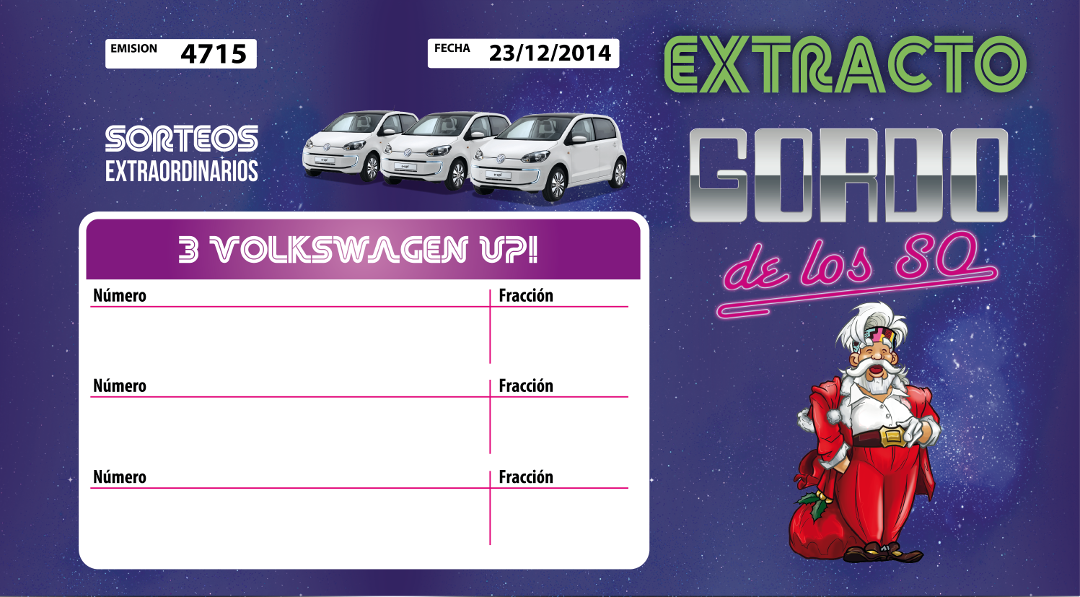 EMISION 4715
FECHA 23/12/2014
EXTRACTO
GORDO
de los 80
SORTEOS
EXTRAORDINARIOS
3 VOLKSWAGEN UP!
Número Fracción
Número Fracción
Número Fracción